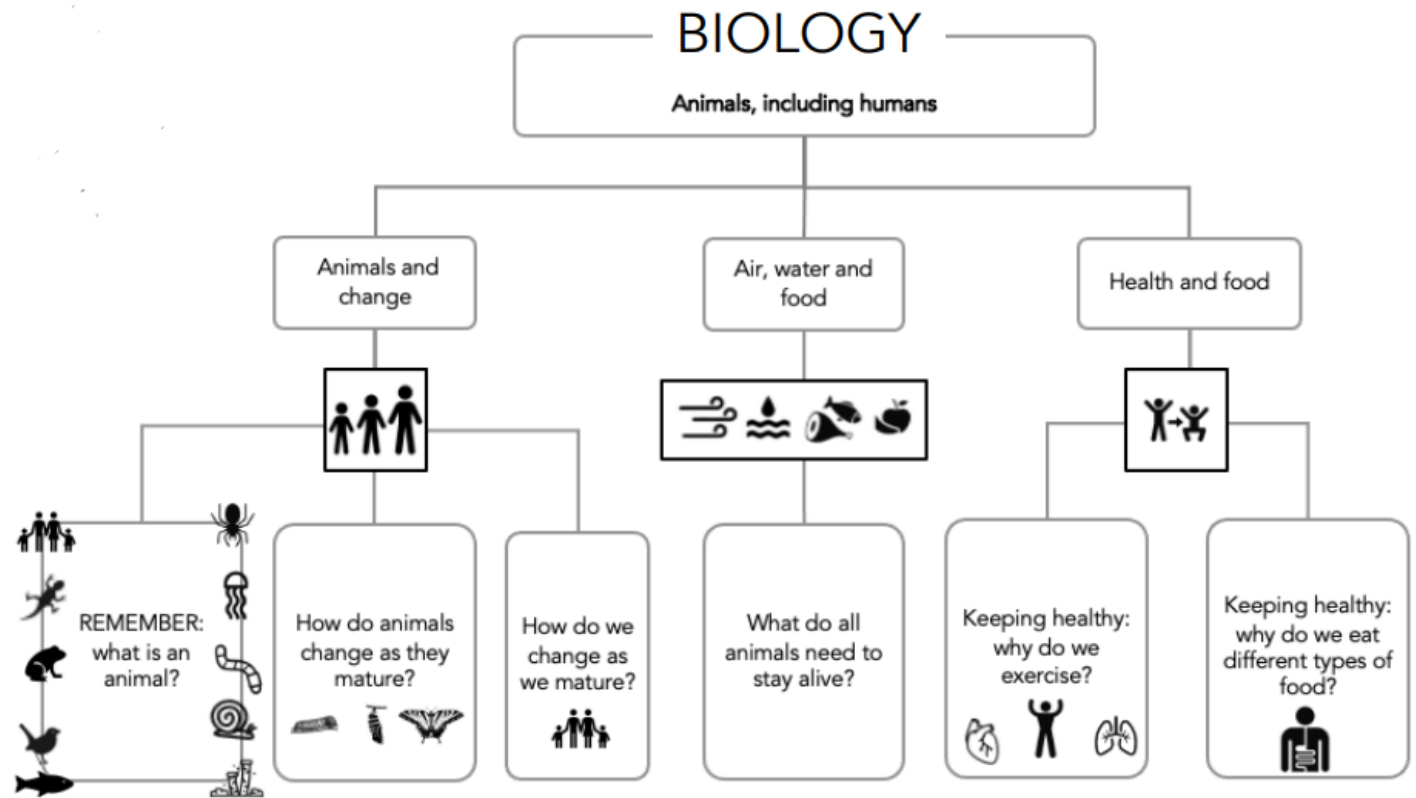 BIOLOGY
Animals, including humans
Animals and
change
Air, water and
food
Health and food
REMEMBER:
what is an
animal?
How do animals
change as they
mature?
How do we
change as
we mature?
What do all
animals need to
stay alive?
Keeping healthy:
why do we
exercise?
Keeping healthy:
why do we eat
different types of
food?